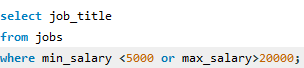 select job_title
from jobs
where min_salary <5000 or max_salary>20000;